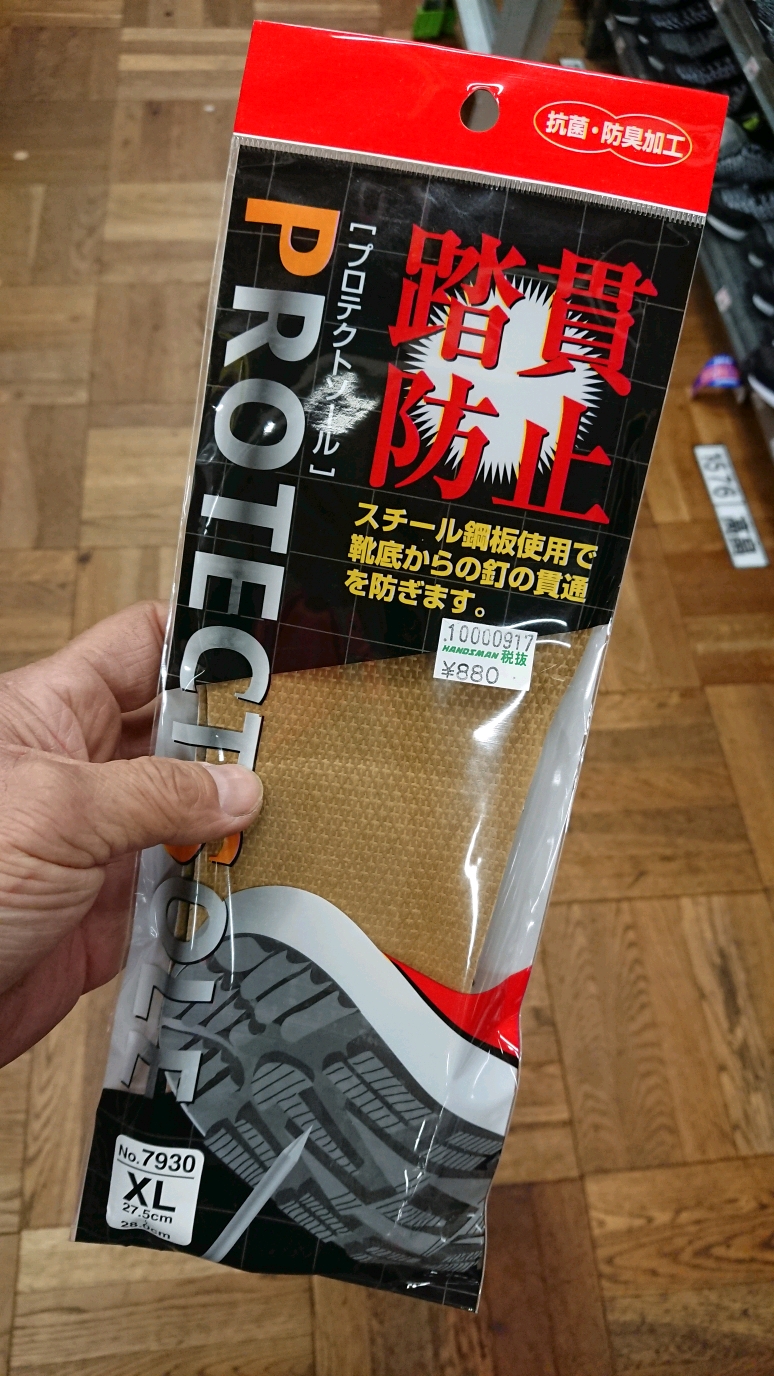 抗菌・防臭加工
PROTECT SOLE
[プロテクトソール]
踏貫
防止
スチール鋼板使用で
靴底からの釘の貫通
を防ぎます。
.10000917
HANDSMAN 税抜
¥880
No.7930
XL
27.5cm
28.0cm